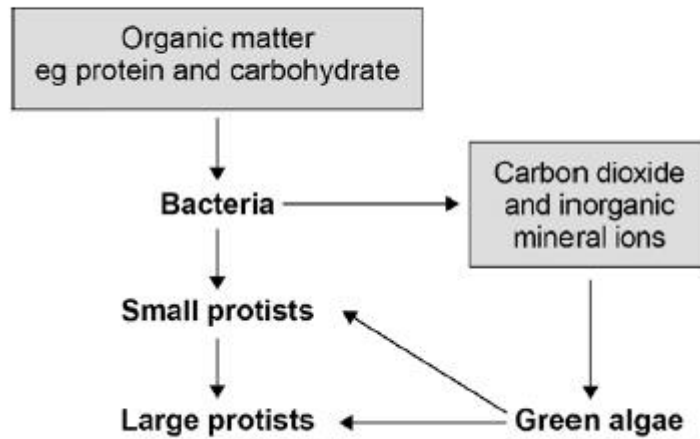 Organic matter
eg protein and carbohydrate
Carbon dioxide
and inorganic
mineral ions
Bacteria
Small protists
Large protists
Green algae